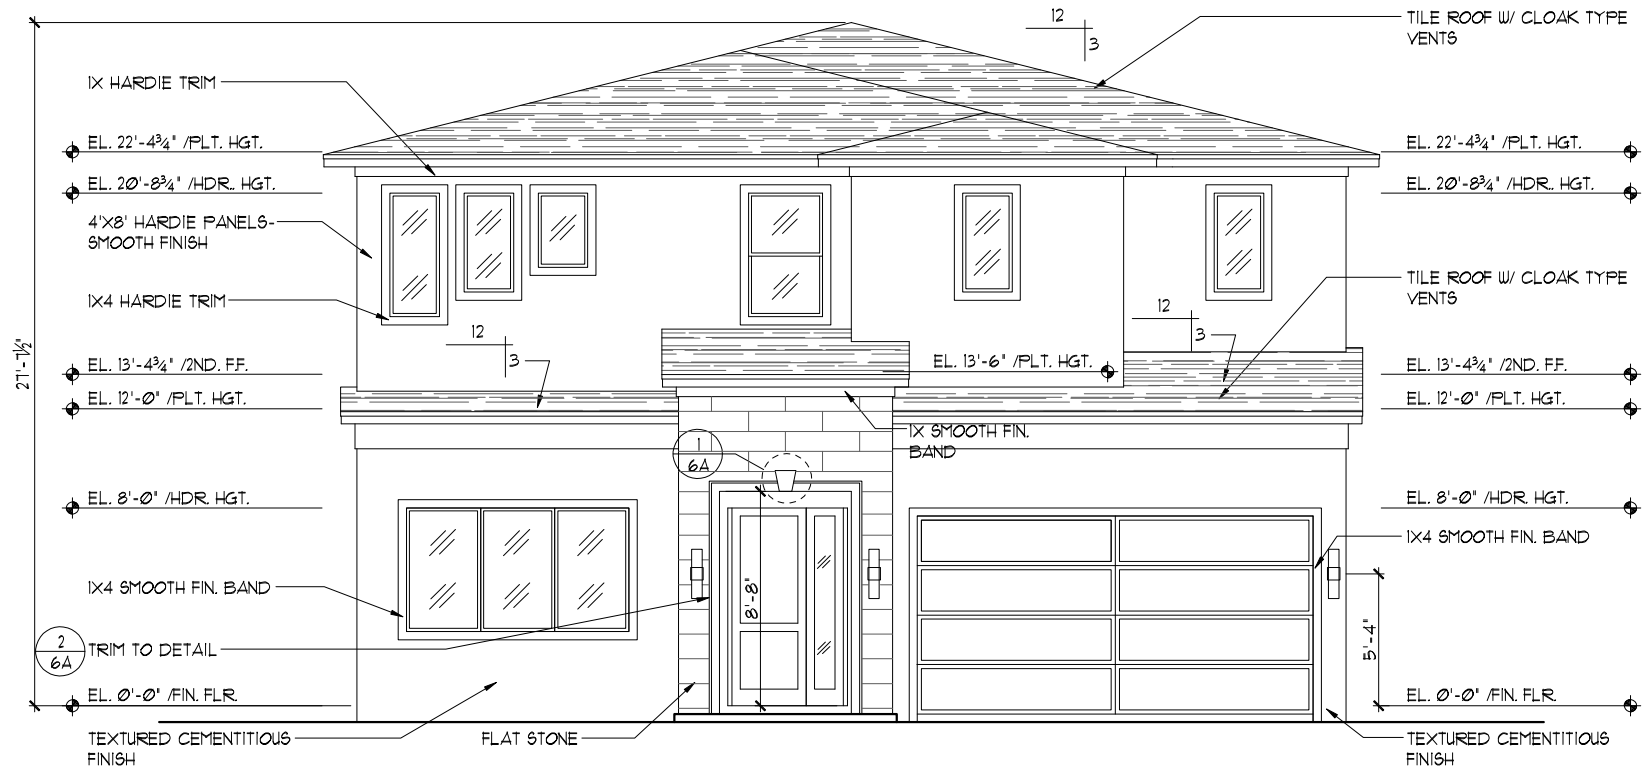 12
3
TILE ROOF W/ CLOAK TYPE
VENTS
1X HARDIE TRIM
EL. 22'-4¾" /PLT. HGT.
EL. 22'-4¾" /PLT. HGT.
EL. 20'-8¾" /HDR.. HGT.
EL. 20'-8¾" /HDR.. HGT.
4'X8' HARDIE PANELS-
SMOOTH FINISH
TILE ROOF W/ CLOAK TYPE
VENTS
1X4 HARDIE TRIM
12
3
12
3
27'-7½"
EL. 13'-4¾" /2ND. F.F.
EL. 13'-6" /PLT. HGT.
EL. 13'-4¾" /2ND. F.F.
EL. 12'-0" /PLT. HGT.
EL. 12'-0" /PLT. HGT.
1X SMOOTH FIN.
BAND
1
6A
EL. 8'-0" /HDR. HGT.
EL. 8'-0" /HDR. HGT.
1X4 SMOOTH FIN. BAND
1X4 SMOOTH FIN. BAND
8'-8"
5'-4"
2
6A
TRIM TO DETAIL
EL. 0'-0" /FIN. FLR.
EL. 0'-0" /FIN. FLR.
TEXTURED CEMENTITIOUS
FINISH
FLAT STONE
TEXTURED CEMENTITIOUS
FINISH